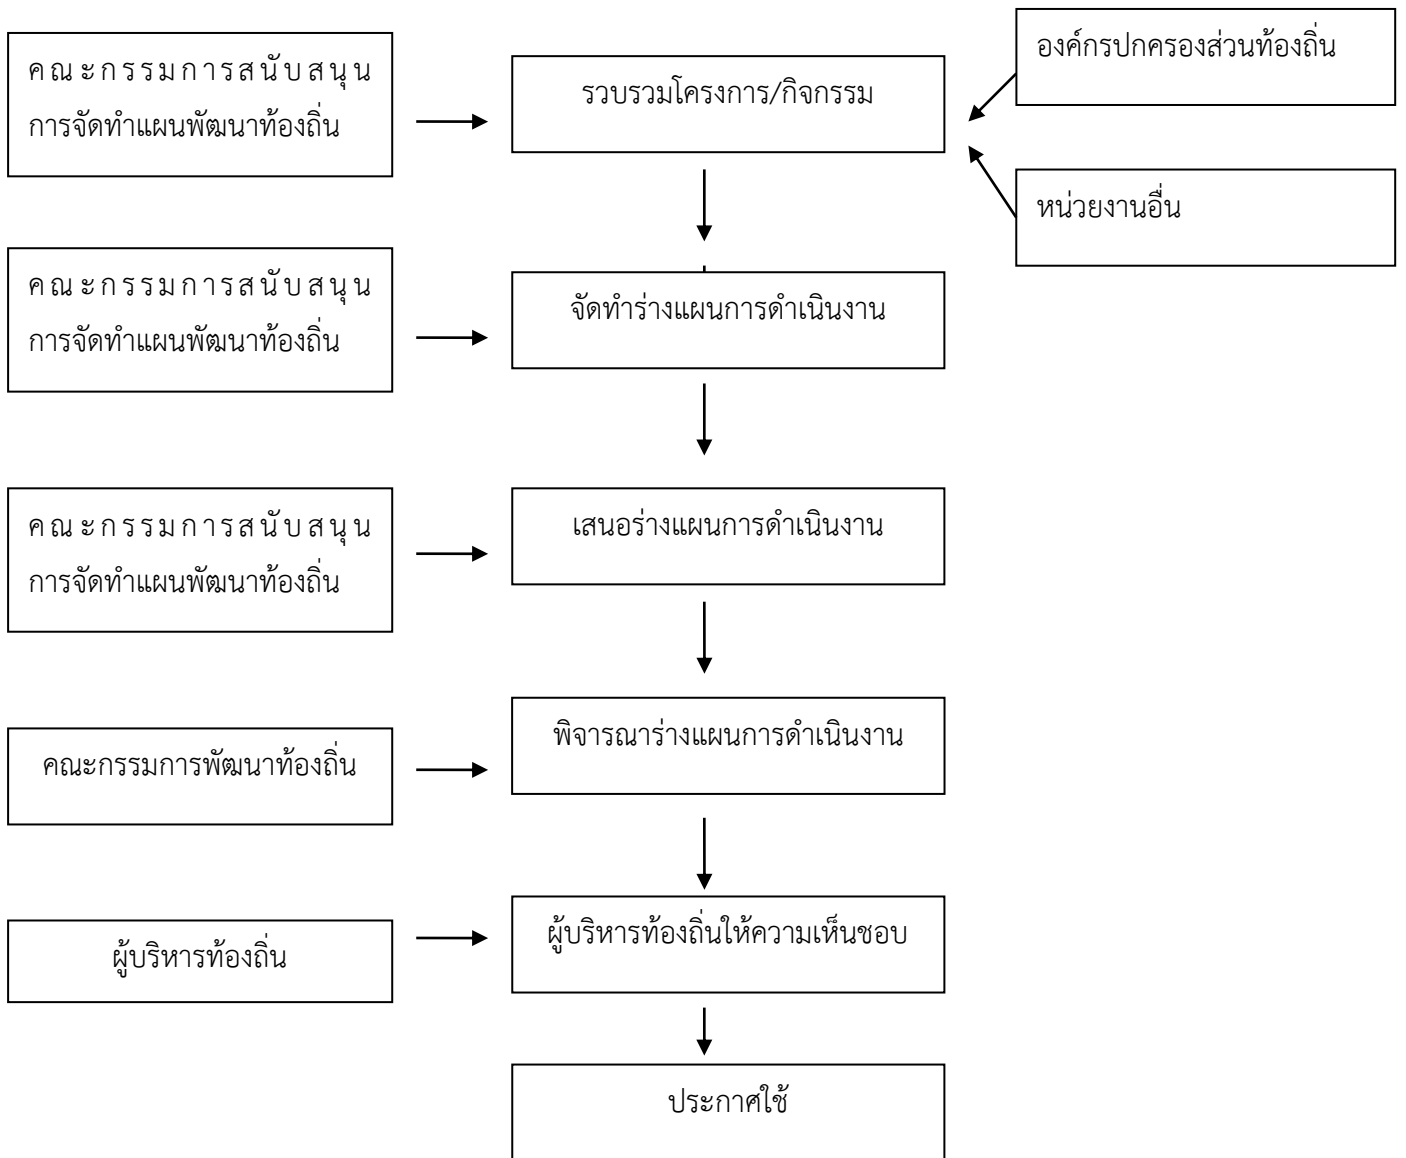 คณะกรรมการสนับสนุน
การจัดทำแผนพัฒนาท้องถิ่น
รวบรวมโครงการ/กิจกรรม
องค์กรปกครองส่วนท้องถิ่น
หน่วยงานอื่น
คณะกรรมการสนับสนุน
การจัดทำแผนพัฒนาท้องถิ่น
จัดทำร่างแผนการดำเนินงาน
คณะกรรมการสนับสนุน
การจัดทำแผนพัฒนาท้องถิ่น
เสนอร่างแผนการดำเนินงาน
คณะกรรมการพัฒนาท้องถิ่น
พิจารณาร่างแผนการดำเนินงาน
ผู้บริหารท้องถิ่น
ผู้บริหารท้องถิ่นให้ความเห็นชอบ
ประกาศใช้